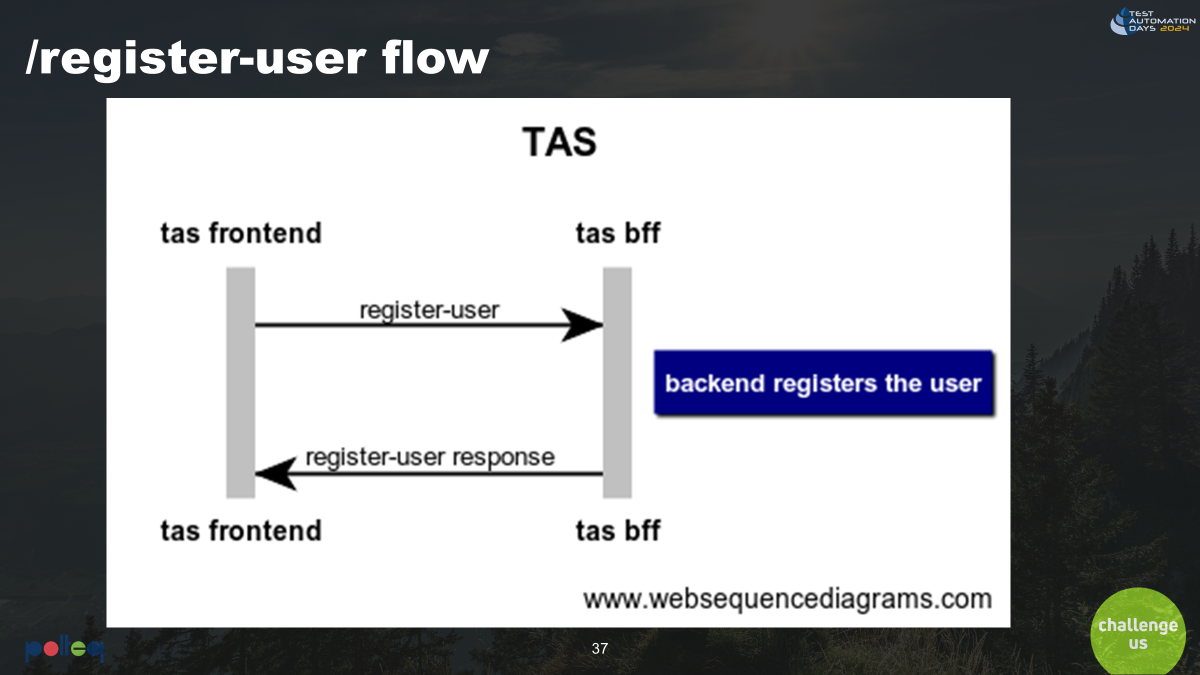 TEST
AUTOMATION
DAYS 2024
/register-user flow
TAS
tas frontend
tas bff
register-user
backend registers the user
register-user response
tas frontend
tas bff
www.websequencediagrams.com
polteq
37
challenge
us